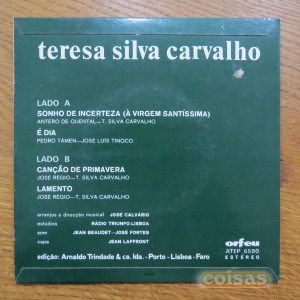 teresa silva carvalho
LADO A
SONHO DE INCERTEZA (À VIRGEM SANTÍSSIMA)
ANTERO DE QUENTAL—T. SILVA CARVALHO
É DIA
PEDRO TAMEN—JOSÉ LUÍS TINOCO
LADO B
CANÇÃO DE PRIMAVERA
JOSÉ RÉGIO—T. SILVA CARVALHO
LAMENTO
JOSÉ RÉGIO—T. SILVA CARVALHO
arranjos e direcção musical JOSÉ CALVÁRIO
estúdios RÁDIO TRIUNFO-LISBOA
som JEAN BEAUDET-JOSÉ FORTES
capa JEAN LAFFRONT
orfeu
ATEP 6590
ESTÉREO
edição: Arnaldo Trindade & ca. lda. - Porto - Lisboa - Faro
coisas